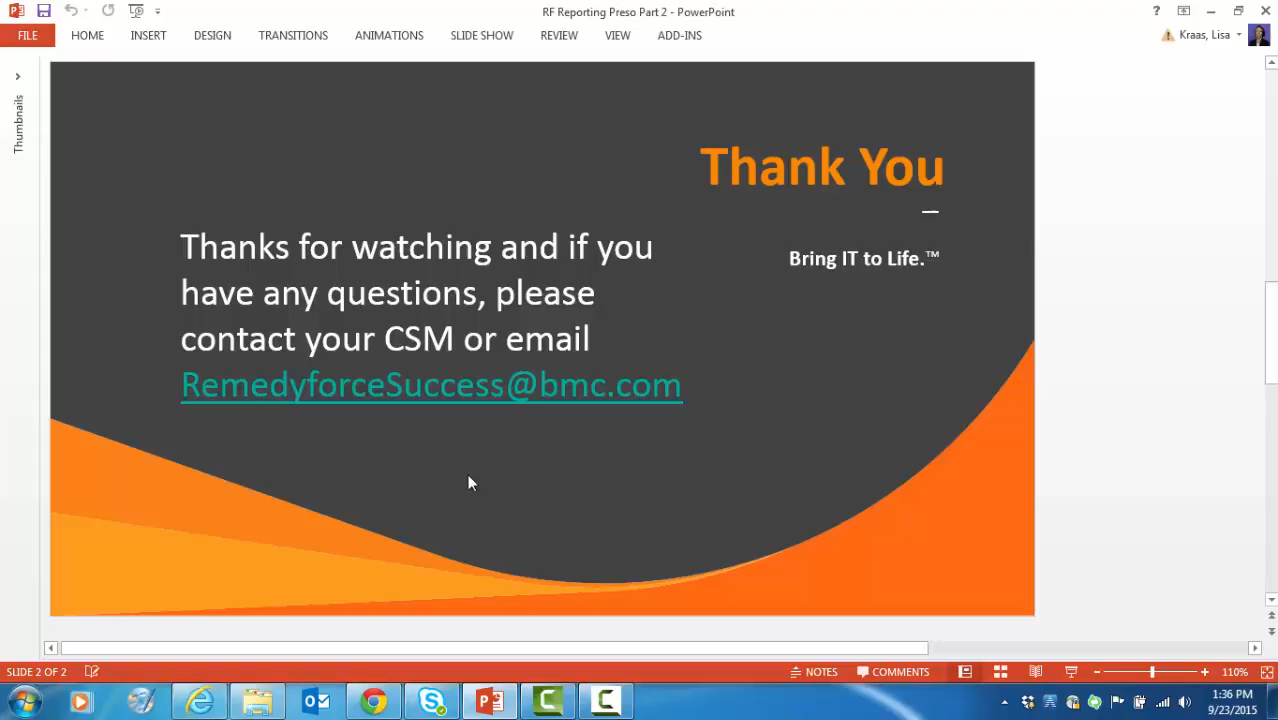 RF Reporting Preso Part 2 - PowerPoint
FILE HOME INSERT DESIGN TRANSITIONS ANIMATIONS SLIDE SHOW REVIEW VIEW ADD-INS Kraas, Lisa
Thumbnails
Thank You
Bring IT to Life.™
Thanks for watching and if you
have any questions, please
contact your CSM or email
RemedyforceSuccess@bmc.com
SLIDE 2 OF 2 NOTES COMMENTS 110%
1:36 PM
9/23/2015